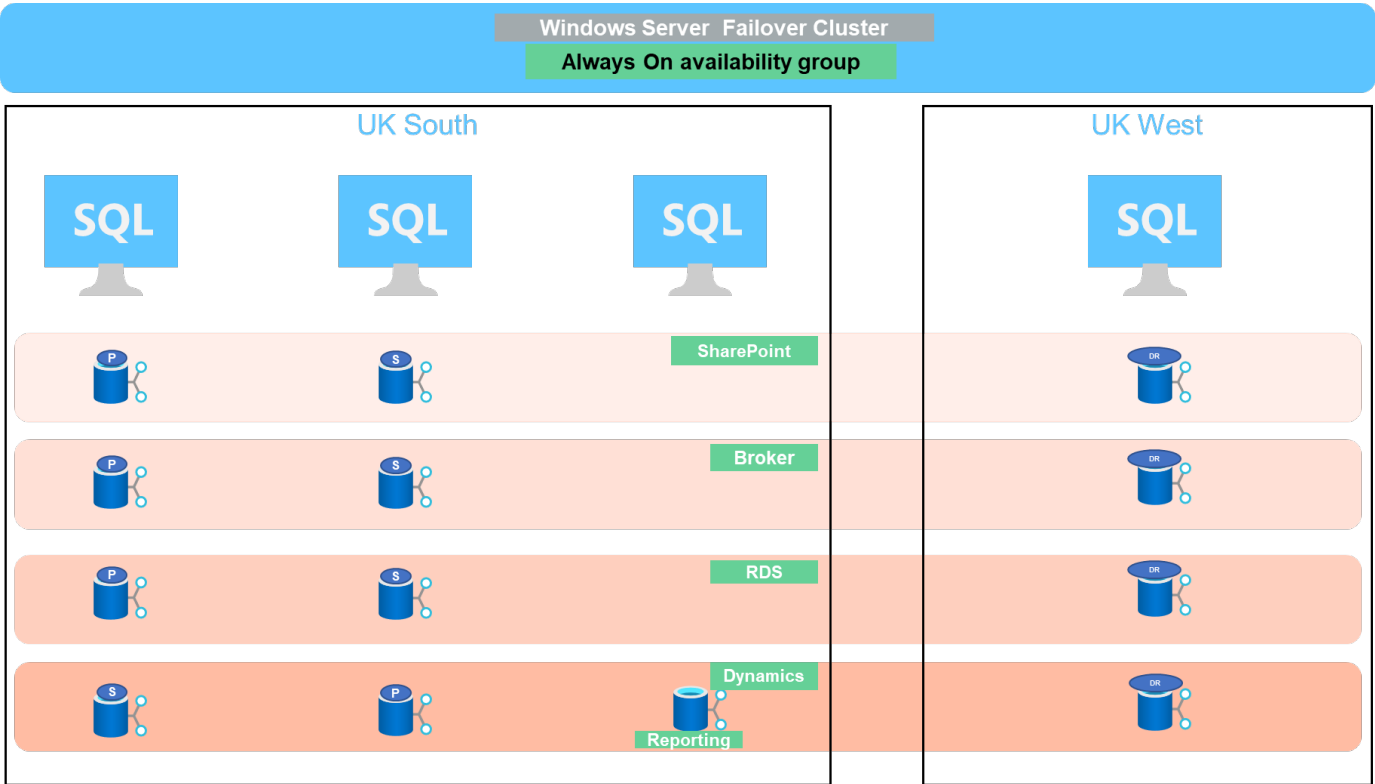 Windows Server  Failover Cluster
Always On availability group
UK South
UK West
SQL
SQL
SQL
SQL
SharePoint
P
S
DR
Broker
P
S
DR
RDS
P
S
DR
Dynamics
S
P
DR
Reporting